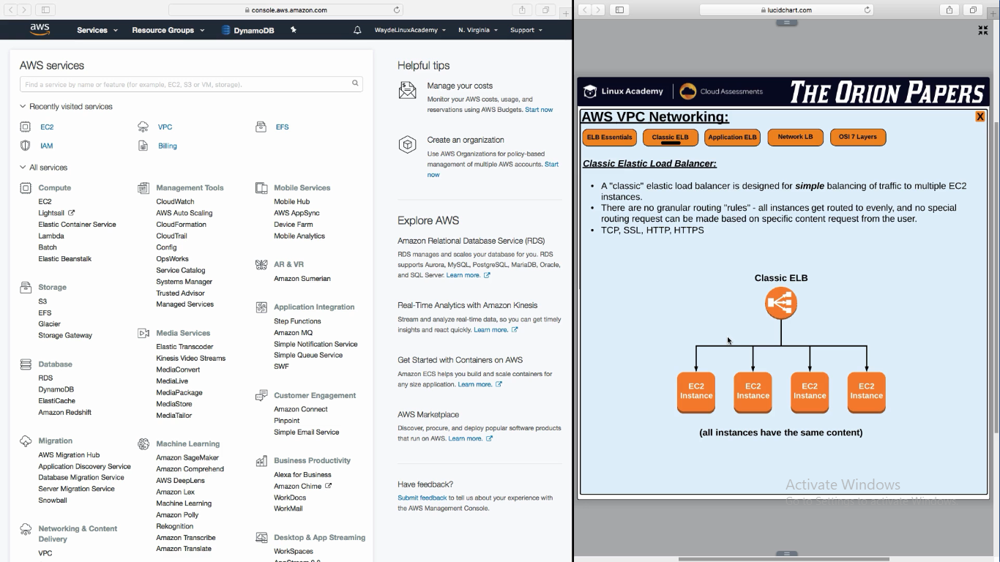 console.aws.amazon.com
lucidchart.com
aws
Services
Resource Groups
DynamoDB
WaydeLinuxAcademy
N. Virginia
Support
AWS services
Find a service by name or feature (for example, EC2, S3 or VM, storage).
Recently visited services
EC2
VPC
EFS
IAM
Billing
All services
Compute
EC2
Lightsail
Elastic Container Service
Lambda
Batch
Elastic Beanstalk
Storage
S3
EFS
Glacier
Storage Gateway
Database
RDS
DynamoDB
ElastiCache
Amazon Redshift
Migration
AWS Migration Hub
Application Discovery Service
Database Migration Service
Server Migration Service
Snowball
Networking & Content
Delivery
VPC
Management Tools
CloudWatch
AWS Auto Scaling
CloudFormation
CloudTrail
Config
OpsWorks
Service Catalog
Systems Manager
Trusted Advisor
Managed Services
Media Services
Elastic Transcoder
Kinesis Video Streams
MediaConvert
MediaLive
MediaPackage
MediaStore
MediaTailor
Machine Learning
Amazon SageMaker
Amazon Comprehend
AWS DeepLens
Amazon Lex
Machine Learning
Amazon Polly
Rekognition
Amazon Transcribe
Amazon Translate
Mobile Services
Mobile Hub
AWS AppSync
Device Farm
Mobile Analytics
AR & VR
Amazon Sumerian
Application Integration
Step Functions
Amazon MQ
Simple Notification Service
Simple Queue Service
SWF
Customer Engagement
Amazon Connect
Pinpoint
Simple Email Service
Business Productivity
Alexa for Business
Amazon Chime
WorkDocs
WorkMail
Desktop & App Streaming
WorkSpaces
AppStream 2.0
Helpful tips
Manage your costs
Monitor your AWS costs, usage, and
reservations using AWS Budgets. Start now
Create an organization
Use AWS Organizations for policy-based
management of multiple AWS accounts. Start
now
Explore AWS
Amazon Relational Database Service (RDS)
RDS manages and scales your database for you. RDS
supports Aurora, MySQL, PostgreSQL, MariaDB, Oracle,
and SQL Server. Learn more.
Real-Time Analytics with Amazon Kinesis
Stream and analyze real-time data, so you can get timely
insights and react quickly. Learn more.
Get Started with Containers on AWS
Amazon ECS helps you build and scale containers for
any size application. Learn more.
AWS Marketplace
Discover, procure, and deploy popular software products
that run on AWS. Learn more.
Have feedback?
Submit feedback to tell us about your experience with
the AWS Management Console.
Linux Academy
Cloud Assessments
THE ORION PAPERS
AWS VPC Networking:
X
ELB Essentials
Classic ELB
Application ELB
Network LB
OSI 7 Layers
Classic Elastic Load Balancer:
• A "classic" elastic load balancer is designed for simple balancing of traffic to multiple EC2
instances.
• There are no granular routing "rules" - all instances get routed to evenly, and no special
routing request can be made based on specific content request from the user.
• TCP, SSL, HTTP, HTTPS
Classic ELB
EC2
Instance
EC2
Instance
EC2
Instance
EC2
Instance
(all instances have the same content)
Activate Windows
Go to Settings to activate Windows.